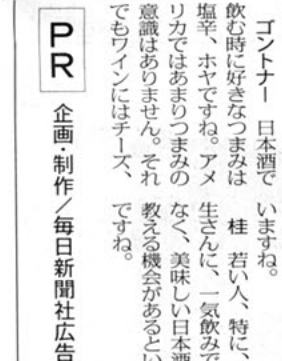 ゴントナー　日本酒で
飲む時に好きなつまみは
塩辛、ホヤですね。アメ
リカではあまりつまみの
意識はありません。それ
でもワインにはチーズ、
いますね。
桂　若い人、特に、
生さんに、一気飲みで
なく、美味しい日本酒
教える機会があるとい
ですね。
PR
企画・制作／毎日新聞社広告